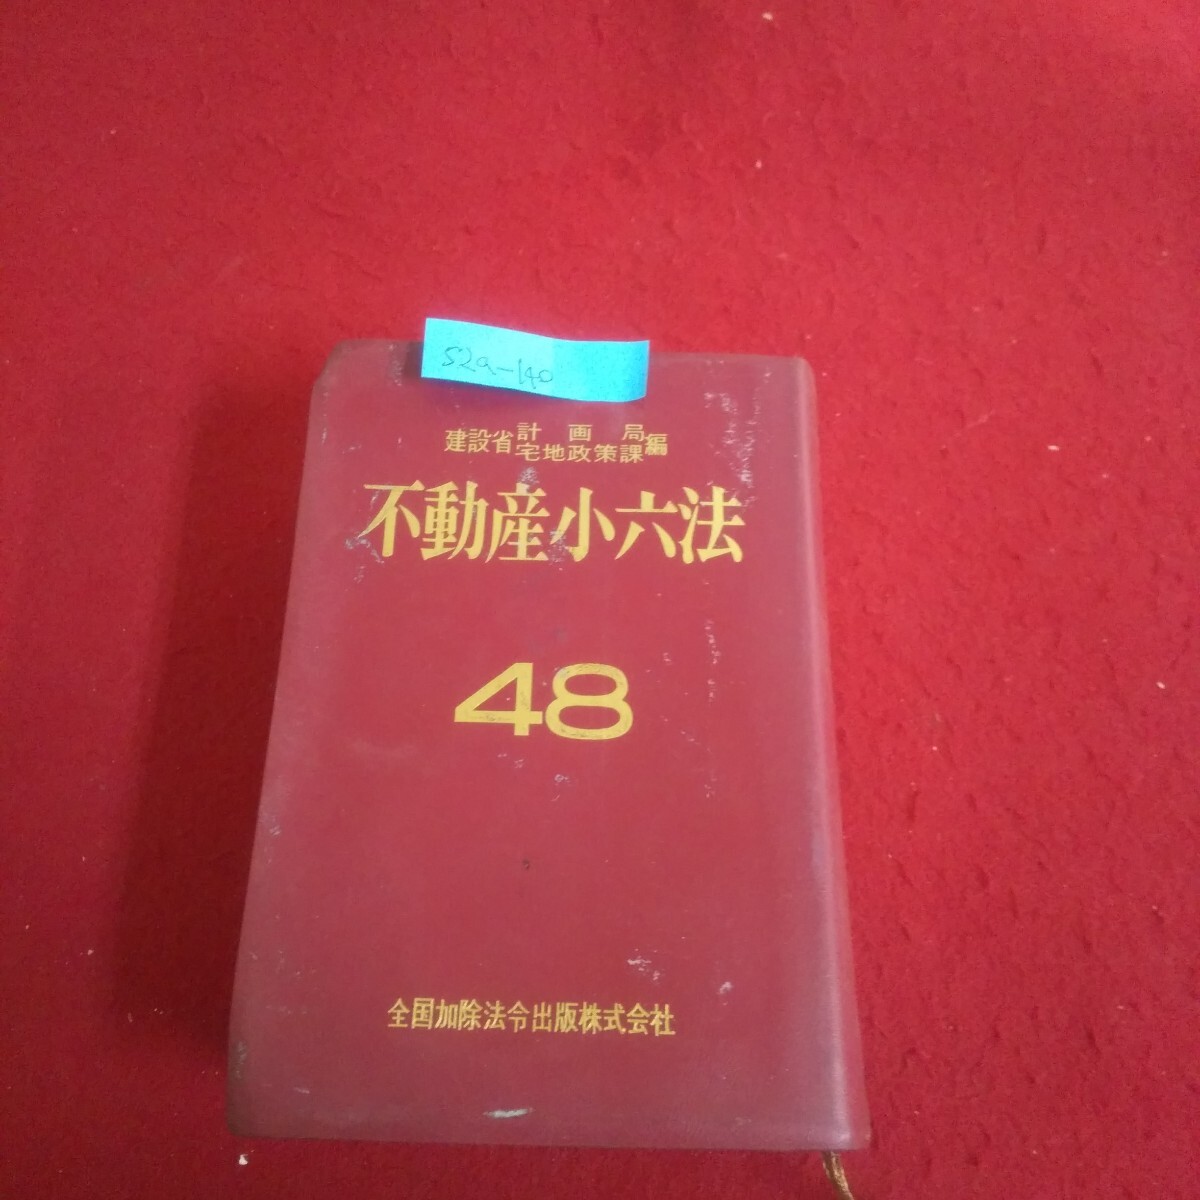 S2a-140
建設省計画局宅地政策課編
不動産小六法
48
全国加除法令出版株式会社